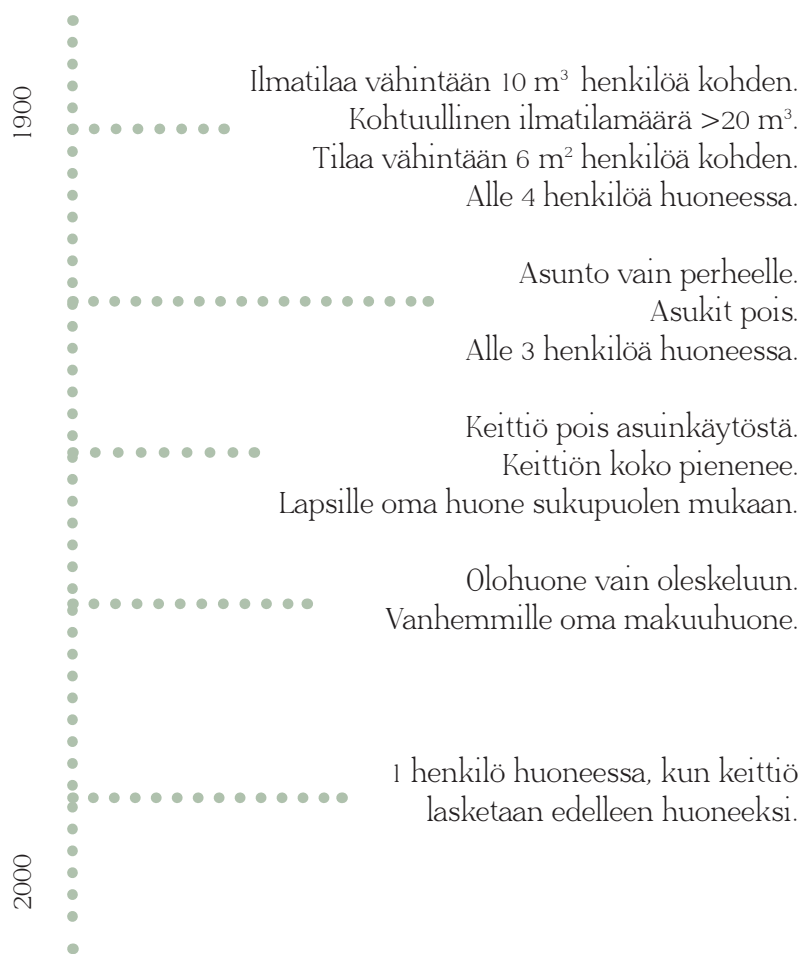 1900
Ilmatilaa vähintään 10 m³ henkilöä kohden.
Kohtuullinen ilmatilamäärä >20 m³.
Tilaa vähintään 6 m² henkilöä kohden.
Alle 4 henkilöä huoneessa.
Asunto vain perheelle.
Asukit pois.
Alle 3 henkilöä huoneessa.
Keittiö pois asuinkäytöstä.
Keittiön koko pienenee.
Lapsille oma huone sukupuolen mukaan.
Olohuone vain oleskeluun.
Vanhemmille oma makuuhuone.
1 henkilö huoneessa, kun keittiö
lasketaan edelleen huoneeksi.
2000